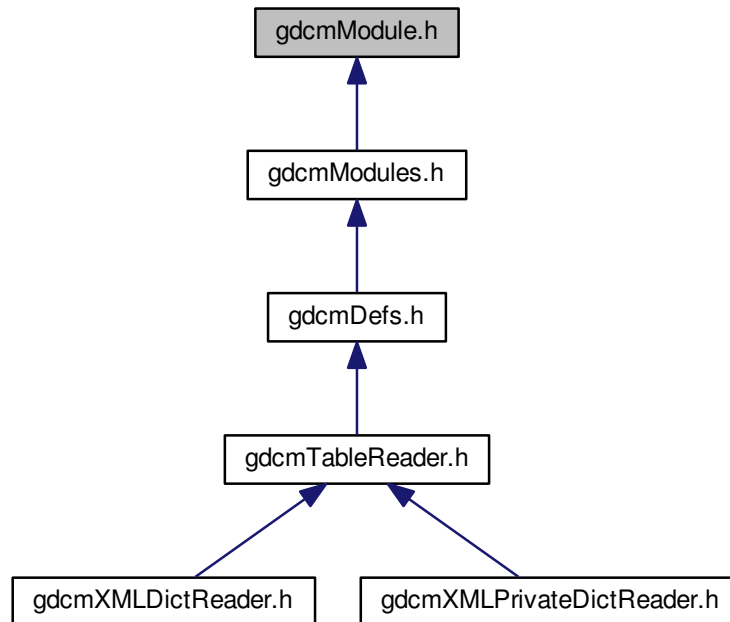 gdcmModule.h
gdcmModules.h
gdcmDefs.h
gdcmTableReader.h
gdcmXMLDictReader.h
gdcmXMLPrivateDictReader.h